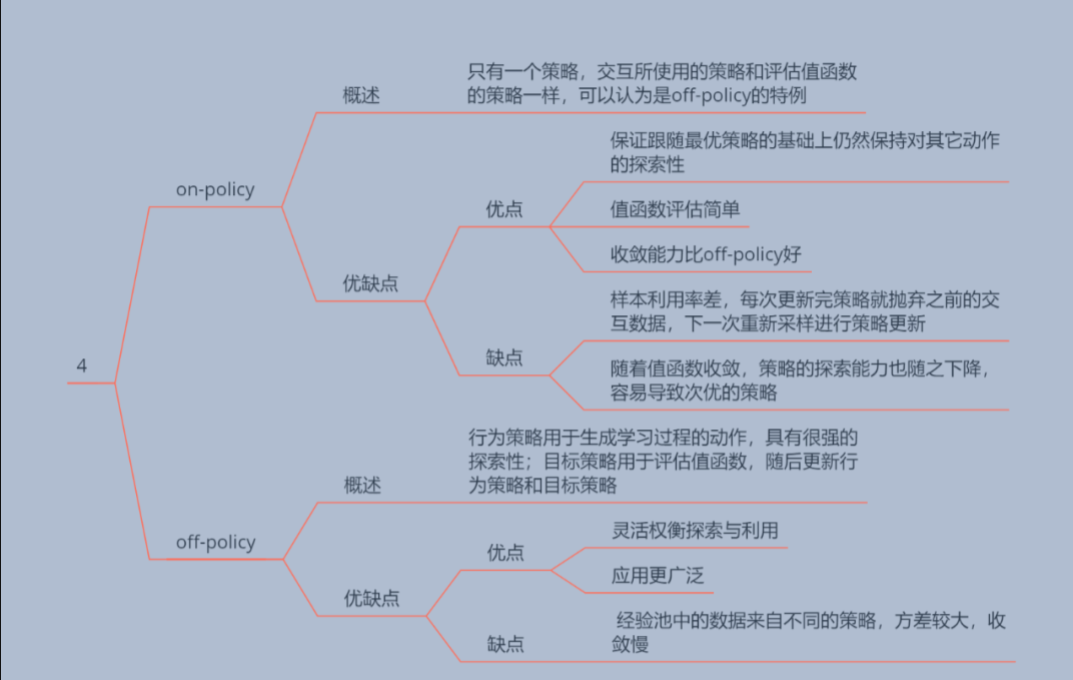 4
on-policy
概述
只有一个策略，交互所使用的策略和评估值函数
的策略一样，可以认为是off-policy的特例
优缺点
优点
保证跟随最优策略的基础上仍然保持对其它动作
的探索性
值函数评估简单
收敛能力比off-policy好
缺点
样本利用率差，每次更新完策略就抛弃之前的交
互数据，下一次重新采样进行策略更新
随着值函数收敛，策略的探索能力也随之下降，
容易导致次优的策略
off-policy
概述
行为策略用于生成学习过程的动作，具有很强的
探索性；目标策略用于评估值函数，随后更新行
为策略和目标策略
优缺点
优点
灵活权衡探索与利用
应用更广泛
缺点
经验池中的数据来自不同的策略，方差较大，收
敛慢